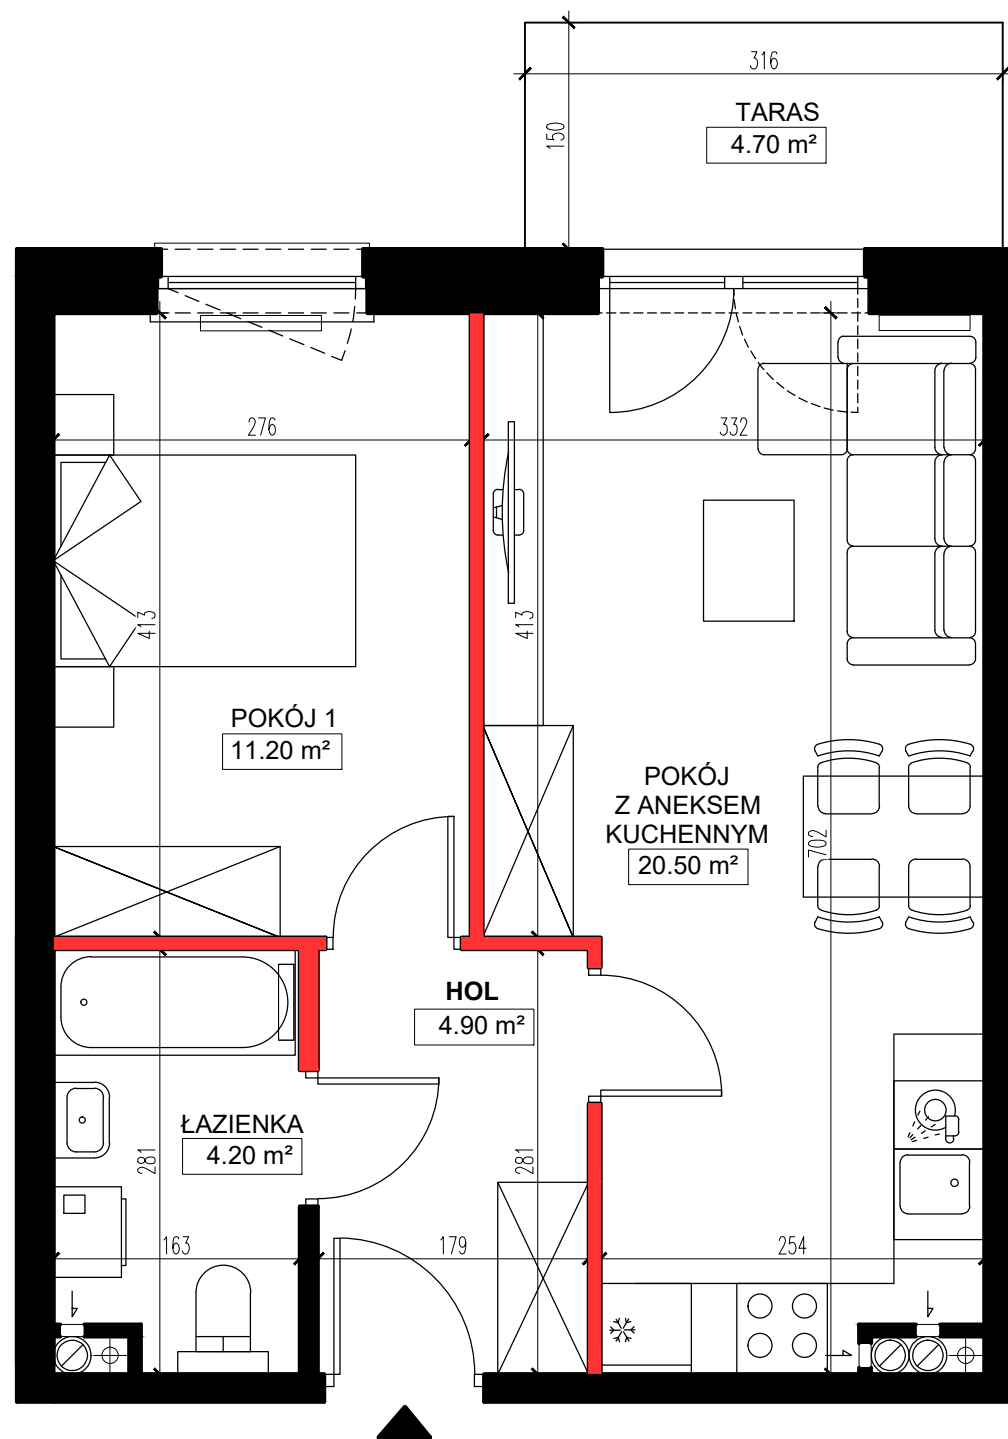 316
150
TARAS
4.70 m²
276
332
413
413
POKÓJ 1
11.20 m²
POKÓJ
Z ANEKSEM
KUCHENNYM
20.50 m²
702
HOL
4.90 m²
ŁAZIENKA
4.20 m²
281
281
163
179
254